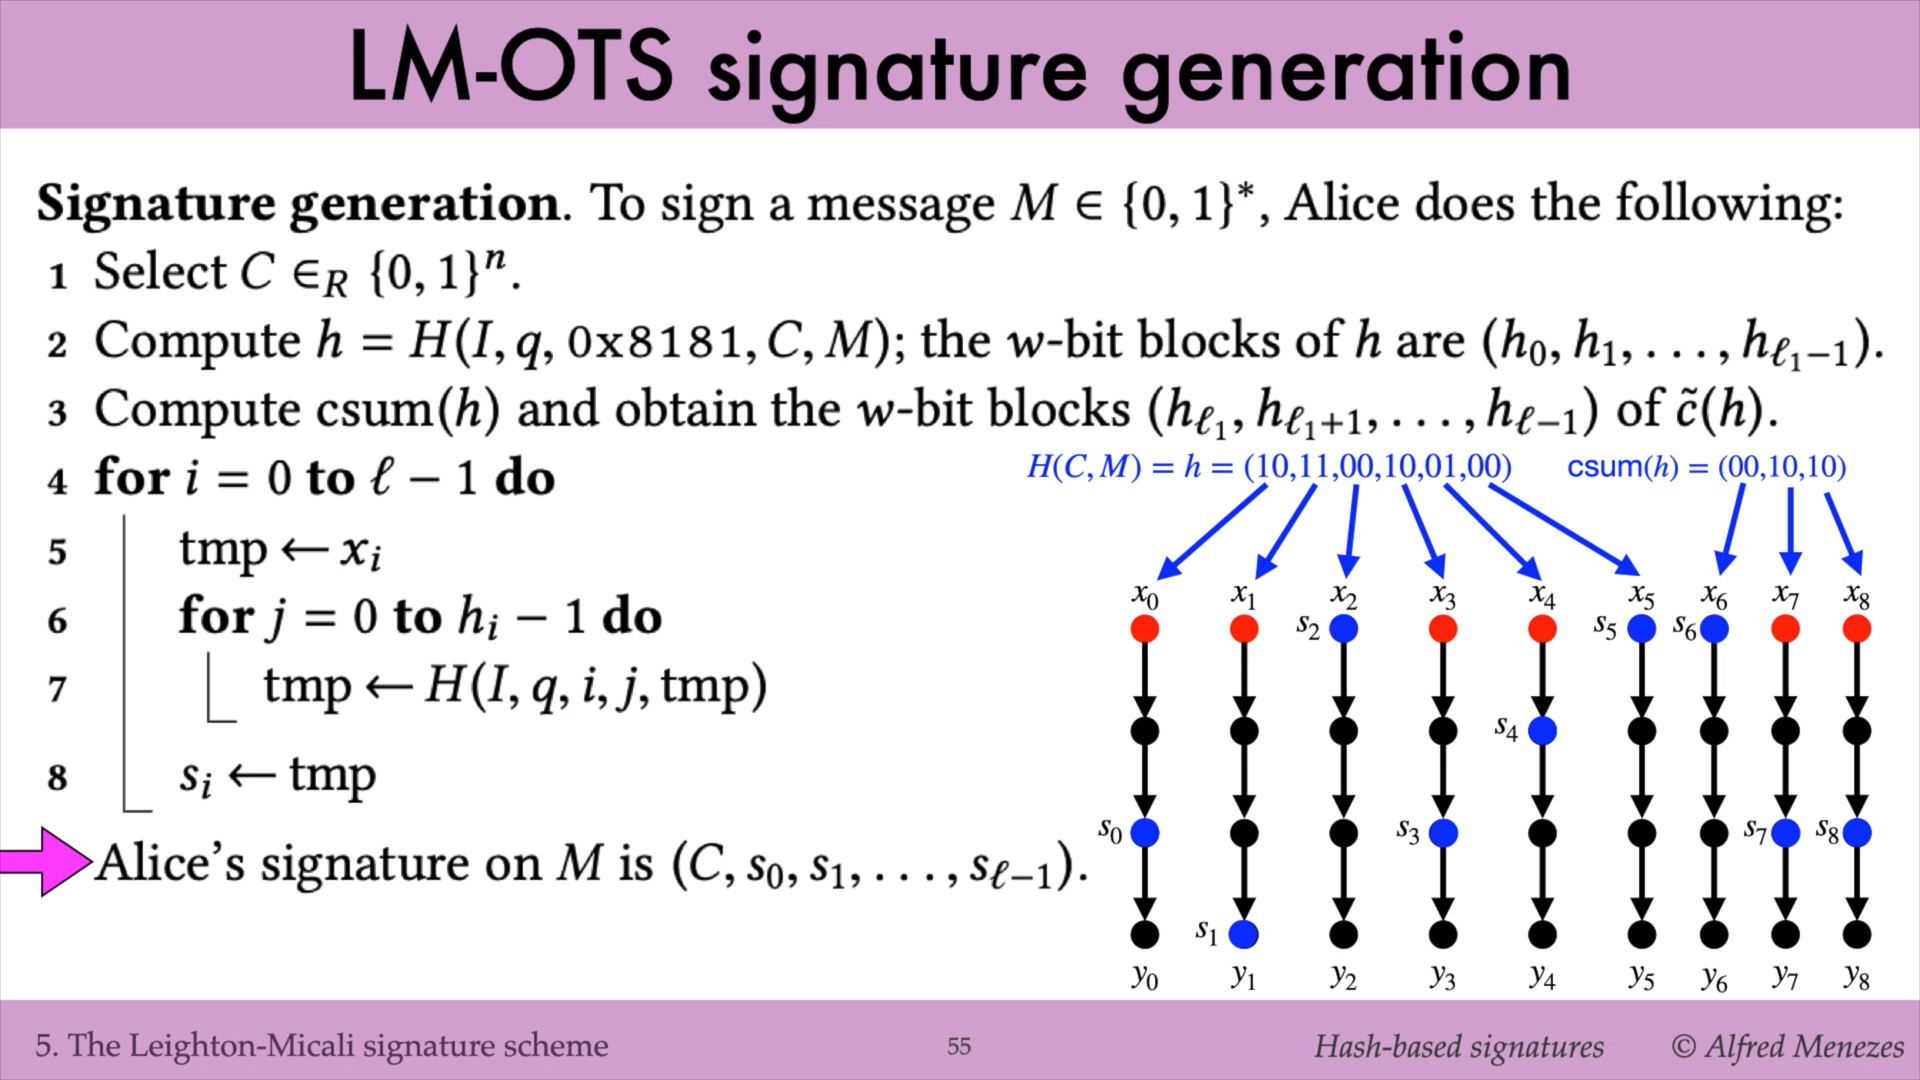 LM-OTS signature generation
Signature generation. To sign a message M ∈ {0, 1}*, Alice does the following:
1 Select C ∈_R {0, 1}^n.
2 Compute h = H(I, q, 0x8181, C, M); the w-bit blocks of h are (h_0, h_1, . . . , h_{ℓ_1−1}).
3 Compute csum(h) and obtain the w-bit blocks (h_{ℓ_1}, h_{ℓ_1+1}, . . . , h_{ℓ−1}) of c̃(h).
4 for i = 0 to ℓ − 1 do
5 tmp ← x_i
6 for j = 0 to h_i − 1 do
7 tmp ← H(I, q, i, j, tmp)
8 s_i ← tmp
Alice's signature on M is (C, s_0, s_1, . . . , s_{ℓ−1}).
H(C, M) = h = (10,11,00,10,01,00) csum(h) = (00,10,10)
x_0 x_1 x_2 x_3 x_4 x_5 x_6 x_7 x_8
s_2 s_5 s_6
s_4
s_0 s_3 s_7 s_8
s_1
y_0 y_1 y_2 y_3 y_4 y_5 y_6 y_7 y_8
5. The Leighton-Micali signature scheme 55 Hash-based signatures © Alfred Menezes